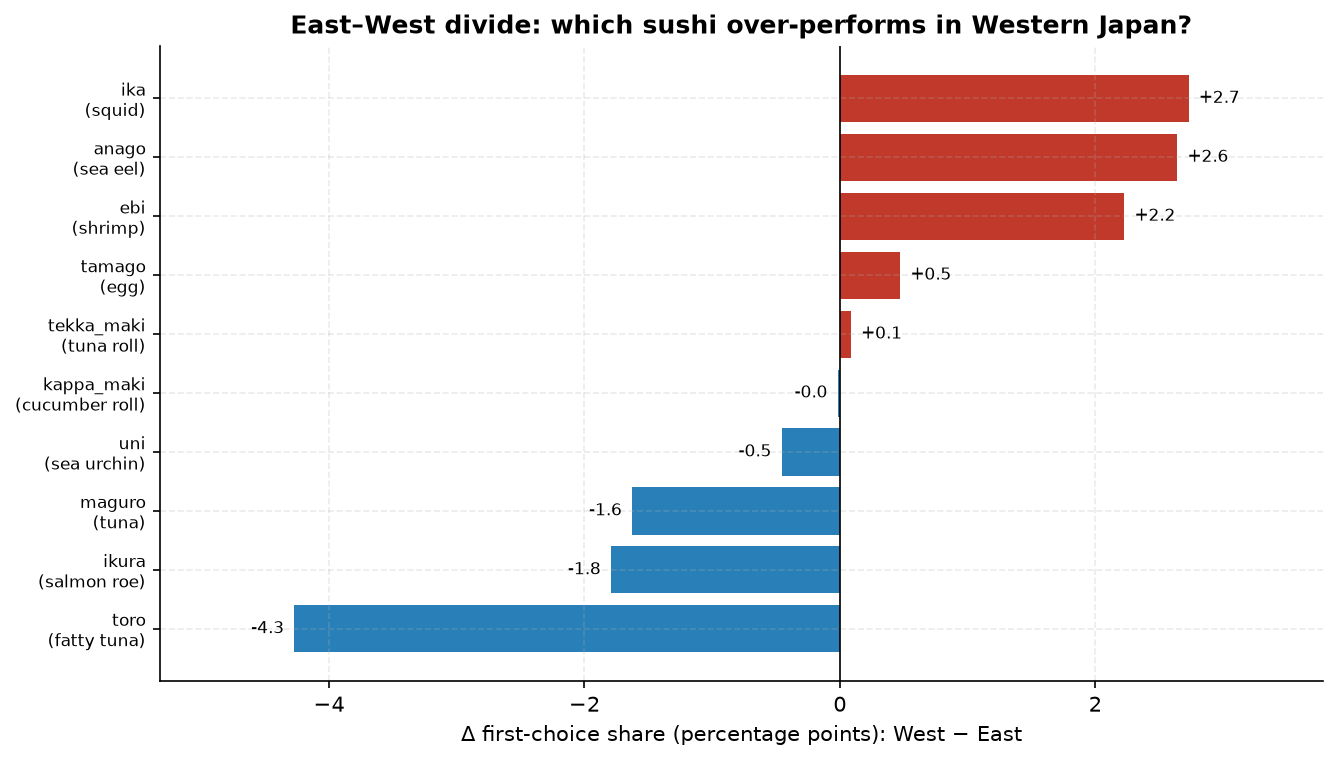 East–West divide: which sushi over-performs in Western Japan?
ika
(squid)
+2.7
anago
(sea eel)
+2.6
ebi
(shrimp)
+2.2
tamago
(egg)
+0.5
tekka_maki
(tuna roll)
+0.1
kappa_maki
(cucumber roll)
-0.0
uni
(sea urchin)
-0.5
maguro
(tuna)
-1.6
ikura
(salmon roe)
-1.8
toro
(fatty tuna)
-4.3
−4 −2 0 2
Δ first-choice share (percentage points): West − East